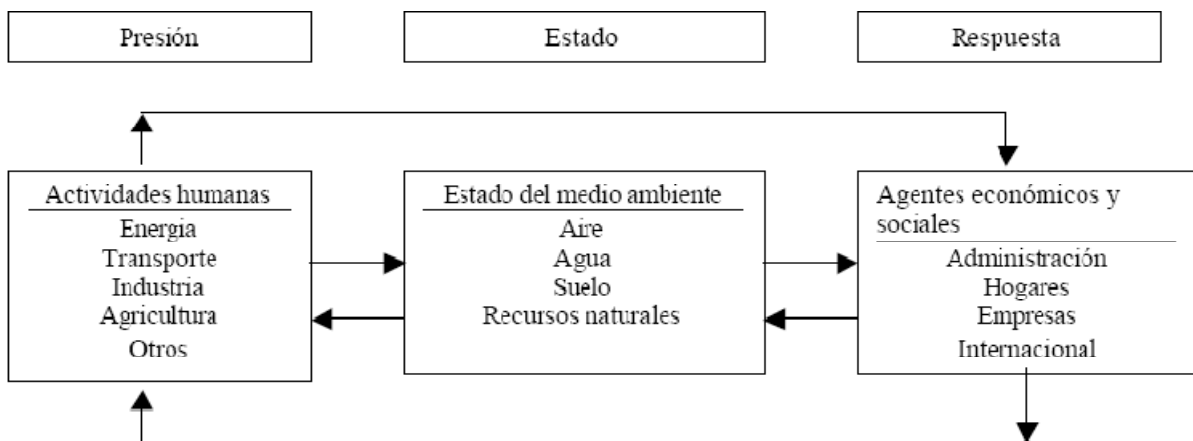 Presión
Estado
Respuesta
Actividades humanas
Energia
Transporte
Industria
Agricultura
Otros
Estado del medio ambiente
Aire
Agua
Suelo
Recursos naturales
Agentes económicos y
sociales
Administración
Hogares
Empresas
Internacional